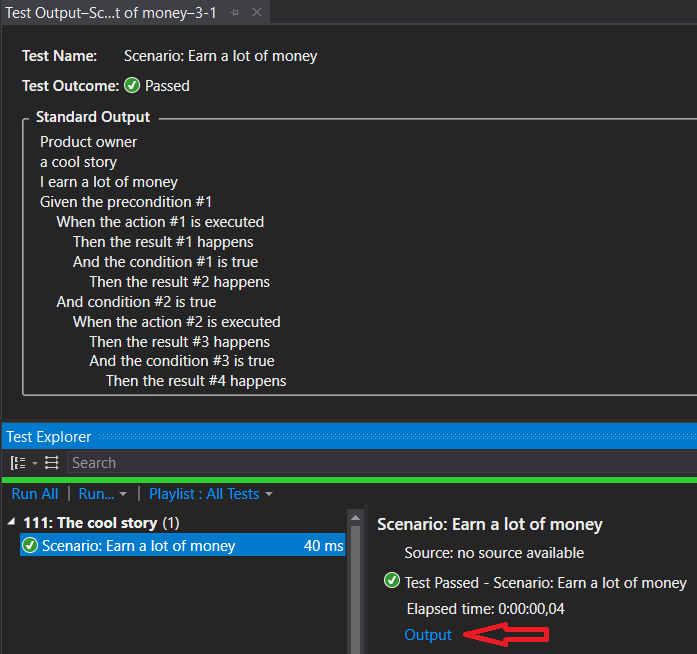 Test Output–Sc...t of money–3-1
Test Name: Scenario: Earn a lot of money
Test Outcome: Passed
Standard Output
Product owner
a cool story
I earn a lot of money
Given the precondition #1
When the action #1 is executed
Then the result #1 happens
And the condition #1 is true
Then the result #2 happens
And condition #2 is true
When the action #2 is executed
Then the result #3 happens
And the condition #3 is true
Then the result #4 happens
Test Explorer
Search
Run All | Run... | Playlist : All Tests
111: The cool story (1)
Scenario: Earn a lot of money 40 ms
Scenario: Earn a lot of money
Source: no source available
Test Passed - Scenario: Earn a lot of money
Elapsed time: 0:00:00,04
Output